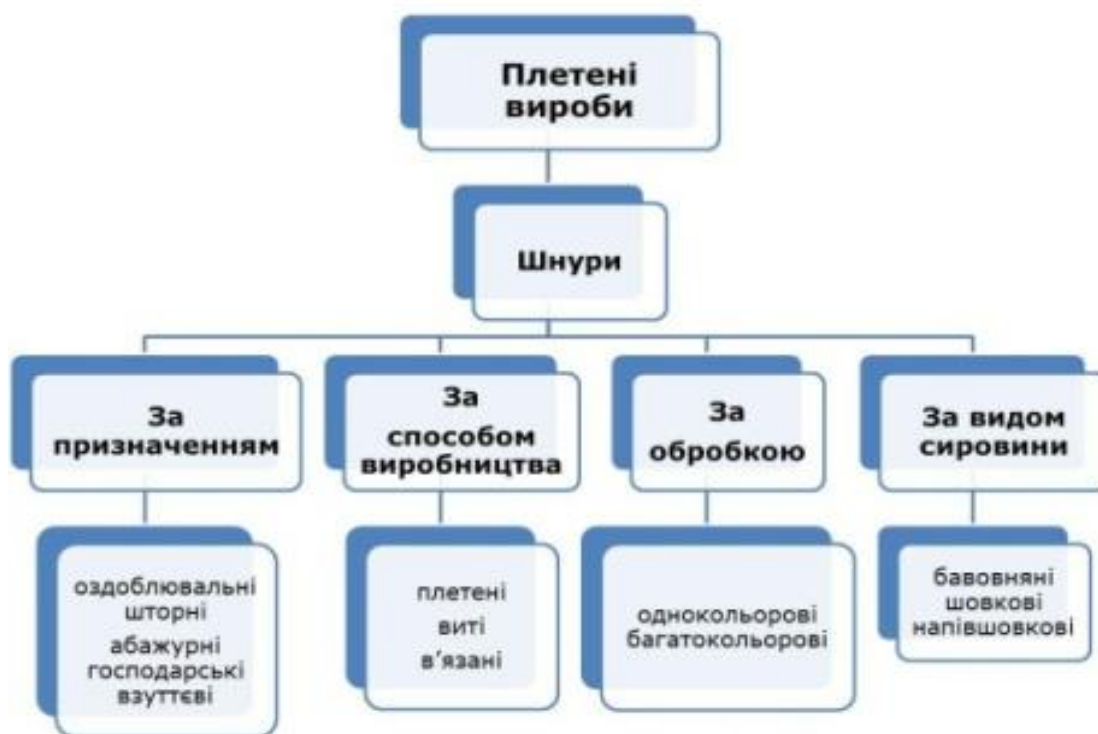 Плетені
вироби
Шнури
За
призначенням
За
способом
виробництва
За
обробкою
За видом
сировини
оздоблювальні
шторні
абажурні
господарські
взуттєві
плетені
виті
в'язані
однокольорові
багатокольорові
бавовняні
шовкові
напівшовкові